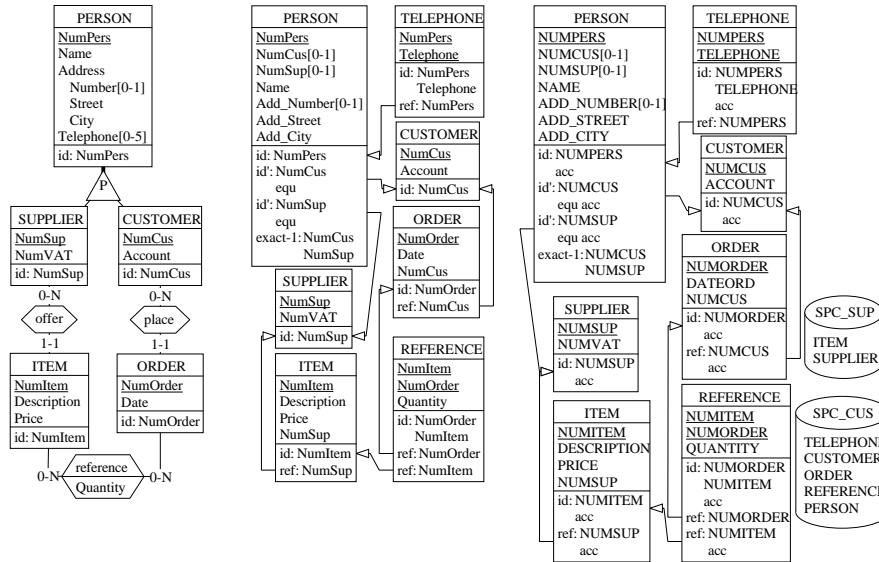 PERSON
NumPers
Name
Address
Number[0-1]
Street
City
Telephone[0-5]
id: NumPers
P
SUPPLIER
NumSup
NumVAT
id: NumSup
CUSTOMER
NumCus
Account
id: NumCus
0-N
0-N
offer
place
1-1
1-1
ITEM
NumItem
Description
Price
id: NumItem
ORDER
NumOrder
Date
id: NumOrder
0-N
reference
Quantity
0-N
PERSON
NumPers
NumCus[0-1]
NumSup[0-1]
Name
Add_Number[0-1]
Add_Street
Add_City
id: NumPers
id': NumCus
equ
id': NumSup
equ
exact-1: NumCus
NumSup
TELEPHONE
NumPers
Telephone
id: NumPers
Telephone
ref: NumPers
CUSTOMER
NumCus
Account
id: NumCus
ORDER
NumOrder
Date
NumCus
id: NumOrder
ref: NumCus
SUPPLIER
NumSup
NumVAT
id: NumSup
ITEM
NumItem
Description
Price
NumSup
id: NumItem
ref: NumSup
REFERENCE
NumItem
NumOrder
Quantity
id: NumOrder
NumItem
ref: NumOrder
ref: NumItem
PERSON
NUMPERS
NUMCUS[0-1]
NUMSUP[0-1]
NAME
ADD_NUMBER[0-1]
ADD_STREET
ADD_CITY
id: NUMPERS
acc
id': NUMCUS
equ acc
id': NUMSUP
equ acc
exact-1: NUMCUS
NUMSUP
TELEPHONE
NUMPERS
TELEPHONE
id: NUMPERS
TELEPHONE
acc
ref: NUMPERS
CUSTOMER
NUMCUS
ACCOUNT
id: NUMCUS
acc
ORDER
NUMORDER
DATEORD
NUMCUS
id: NUMORDER
acc
ref: NUMCUS
acc
SUPPLIER
NUMSUP
NUMVAT
id: NUMSUP
acc
ITEM
NUMITEM
DESCRIPTION
PRICE
NUMSUP
id: NUMITEM
acc
ref: NUMSUP
acc
REFERENCE
NUMITEM
NUMORDER
QUANTITY
id: NUMORDER
NUMITEM
acc
ref: NUMORDER
ref: NUMITEM
acc
SPC_SUP
ITEM
SUPPLIER
SPC_CUS
TELEPHONE
CUSTOMER
ORDER
REFERENCE
PERSON